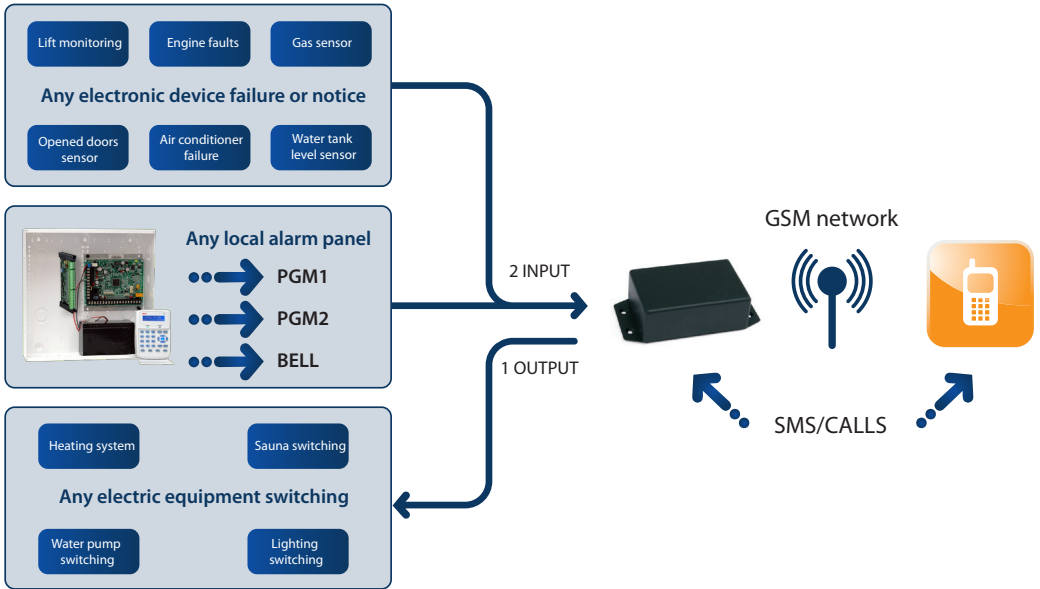 Lift monitoring
Engine faults
Gas sensor
Any electronic device failure or notice
Opened doors
sensor
Air conditioner
failure
Water tank
level sensor
Any local alarm panel
PGM1
PGM2
BELL
2 INPUT
1 OUTPUT
GSM network
SMS/CALLS
Heating system
Sauna switching
Any electric equipment switching
Water pump
switching
Lighting
switching